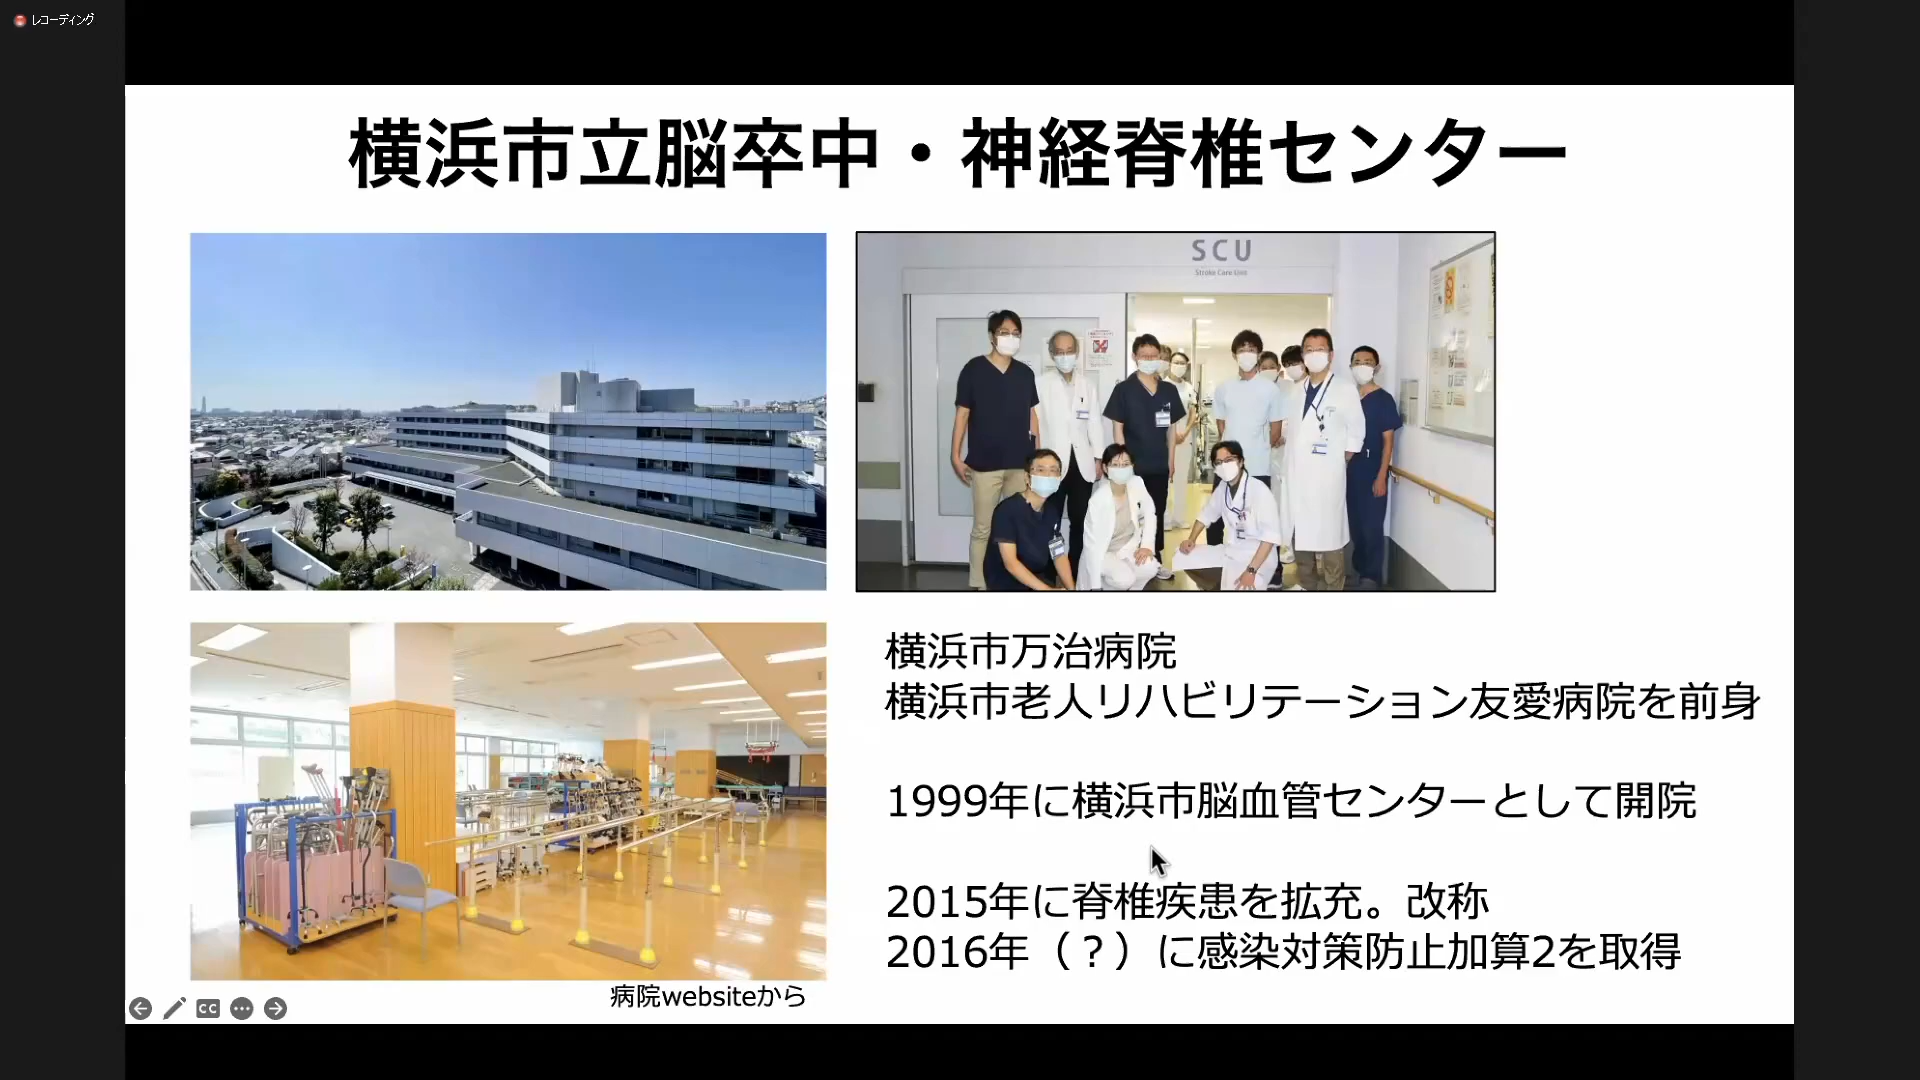 レコーディング
横浜市立脳卒中・神経脊椎センター
SCU
Stroke Care Unit
横浜市万治病院
横浜市老人リハビリテーション友愛病院を前身
1999年に横浜市脳血管センターとして開院
2015年に脊椎疾患を拡充。改称
2016年（？）に感染対策防止加算2を取得
病院websiteから
CC